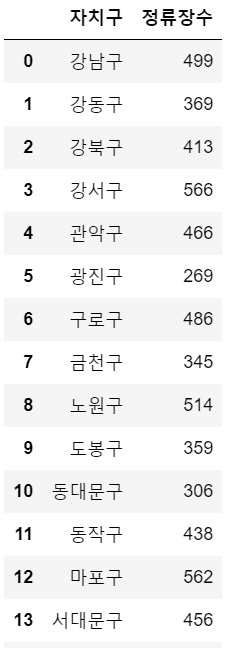 자치구 정류장수
0 강남구 499
1 강동구 369
2 강북구 413
3 강서구 566
4 관악구 466
5 광진구 269
6 구로구 486
7 금천구 345
8 노원구 514
9 도봉구 359
10 동대문구 306
11 동작구 438
12 마포구 562
13 서대문구 456